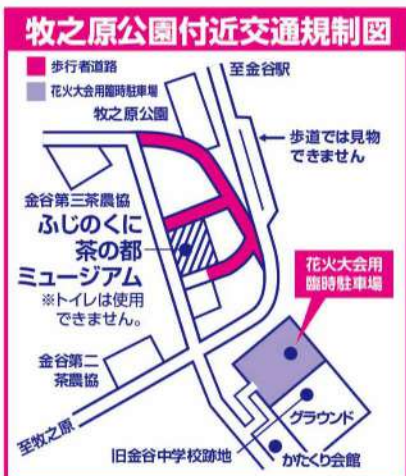 牧之原公園付近交通規制図
歩行者道路
花火大会用臨時駐車場
至金谷駅
牧之原公園
歩道では見物
できません
金谷第三茶農協
ふじのくに
茶の都
ミュージアム
※トイレは使用
できません。
花火大会用
臨時駐車場
金谷第二
茶農協
グラウンド
至牧之原
旧金谷中学校跡地
かたくり会館